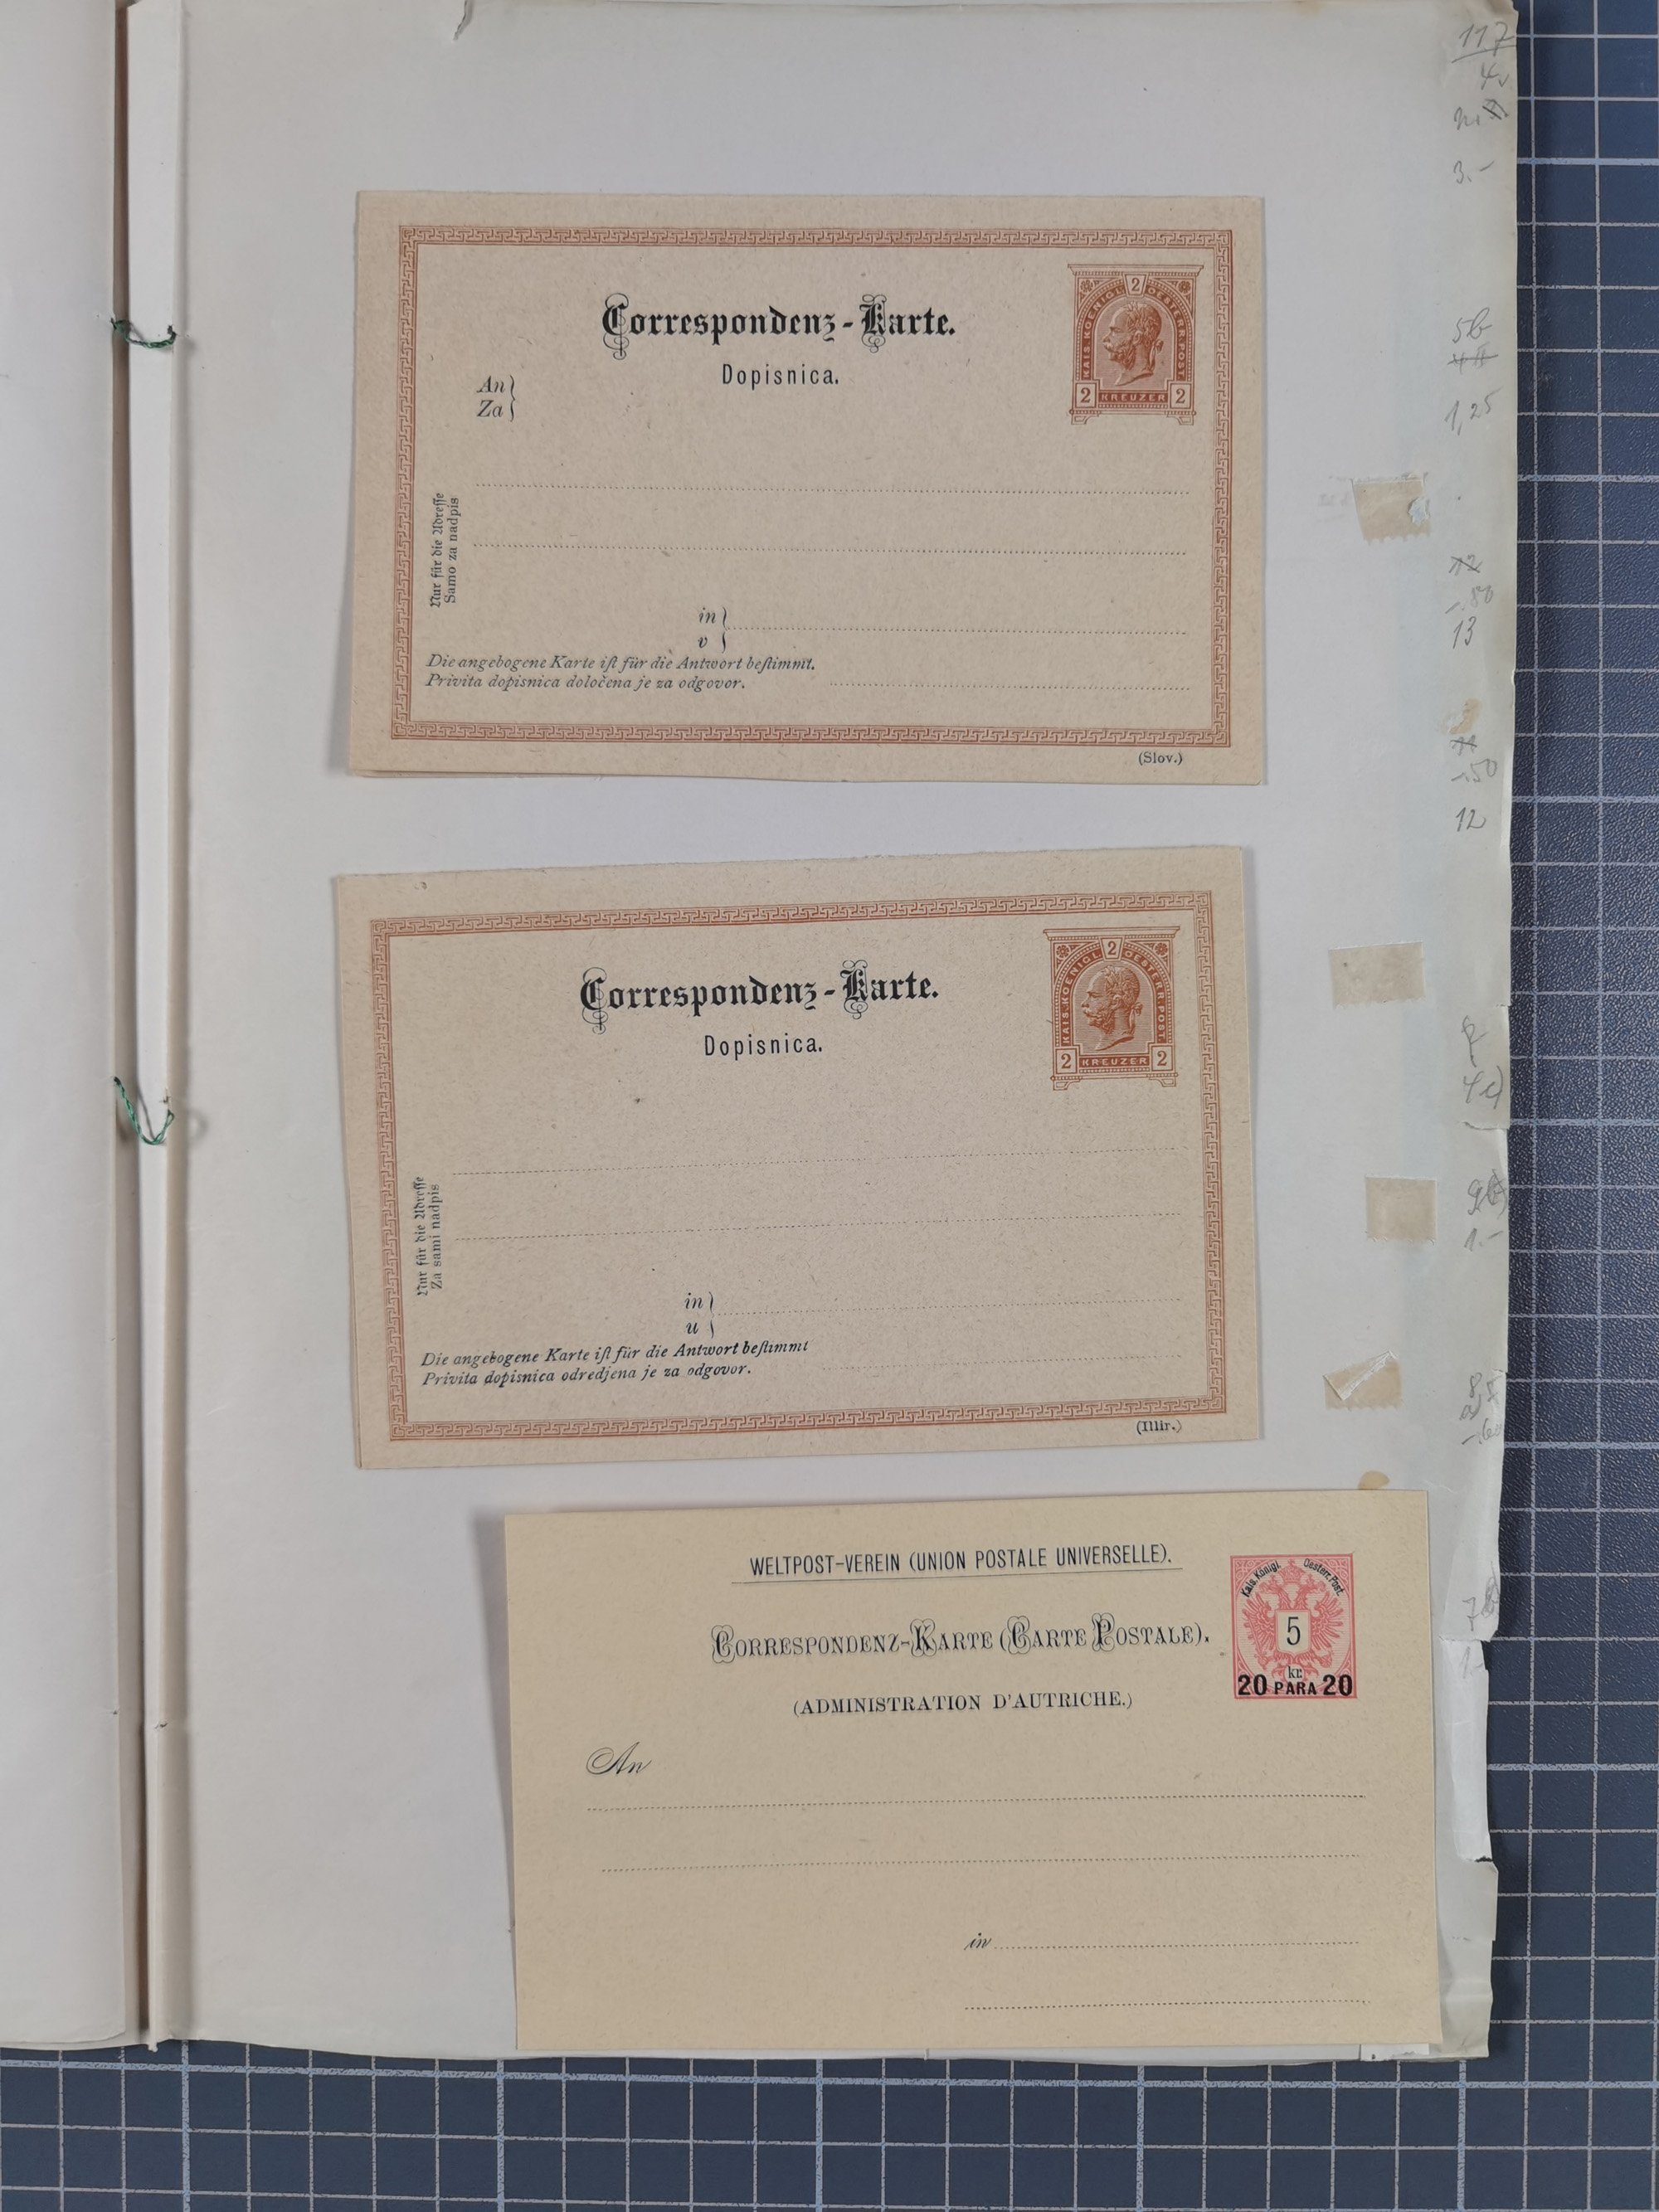 117
3.-
Correspondenz-Karte.
Dopisnica.
2
KAIS. KOENIGL. OESTERR. POST.
2 KREUZER 2
An
Za
Nur für die Adresse
Samo za nadpis
in
v
Die angebogene Karte ist für die Antwort bestimmt.
Privita dopisnica določena je za odgovor.
(Slov.)
5b
1,25
13
-.50
12
Correspondenz-Karte.
Dopisnica.
2
KAIS. KOENIGL. OESTERR. POST.
2 KREUZER 2
Nur für die Adresse
Za sami nadpis
in
u
Die angebogene Karte ist für die Antwort bestimmt
Privita dopisnica odredjena je za odgovor.
(Illir.)
1.-
WELTPOST-VEREIN (UNION POSTALE UNIVERSELLE).
CORRESPONDENZ-KARTE (CARTE POSTALE).
(ADMINISTRATION D'AUTRICHE.)
Kais. Königl. Oesterr. Post.
5
kr.
20 PARA 20
An
in